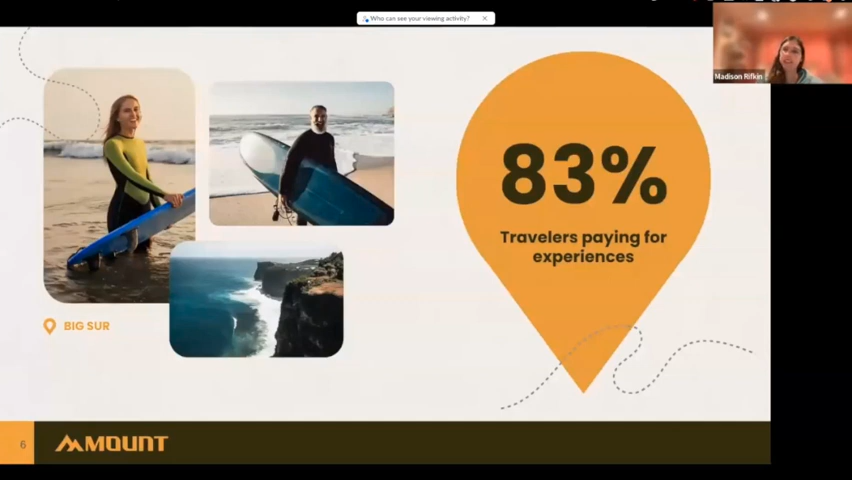 Who can see your viewing activity?
Madison Rifkin
83%
Travelers paying for
experiences
BIG SUR
6
MOUNT